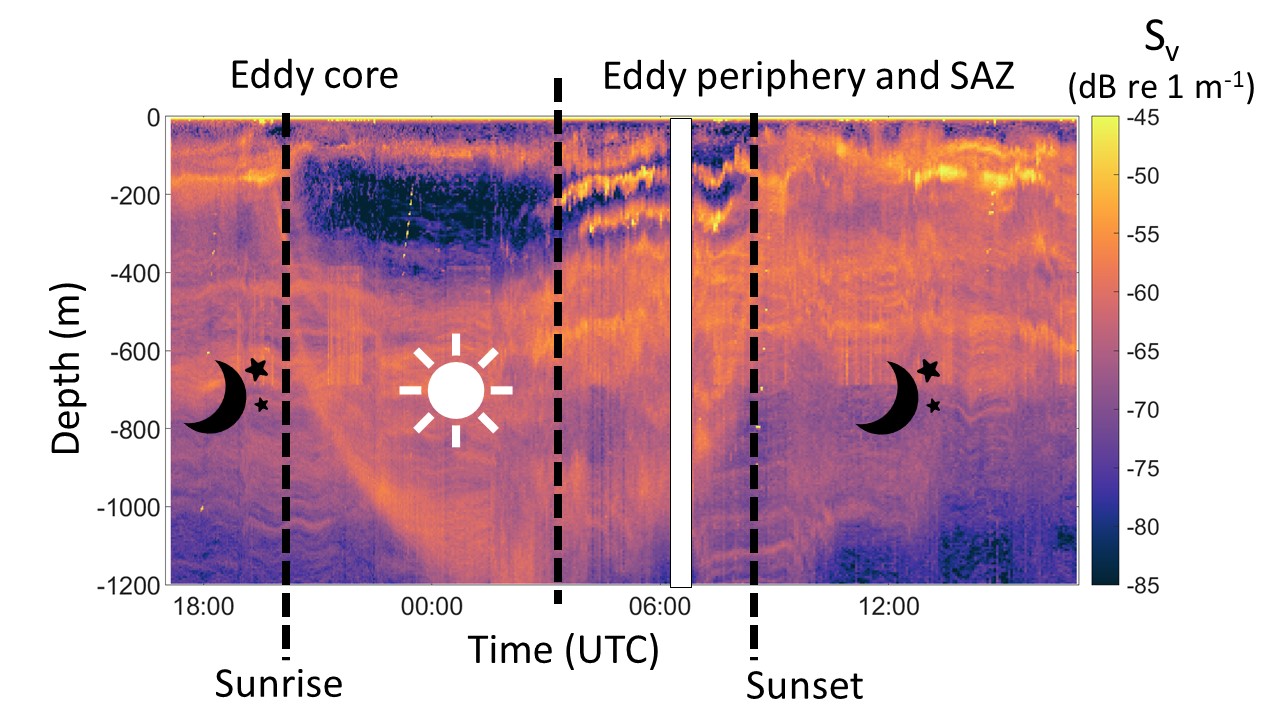 Eddy core
Eddy periphery and SAZ
Sv
(dB re 1 m-1)
Depth (m)
0
-200
-400
-600
-800
-1000
-1200
-45
-50
-55
-60
-65
-70
-75
-80
-85
18:00
00:00
06:00
12:00
Time (UTC)
Sunrise
Sunset